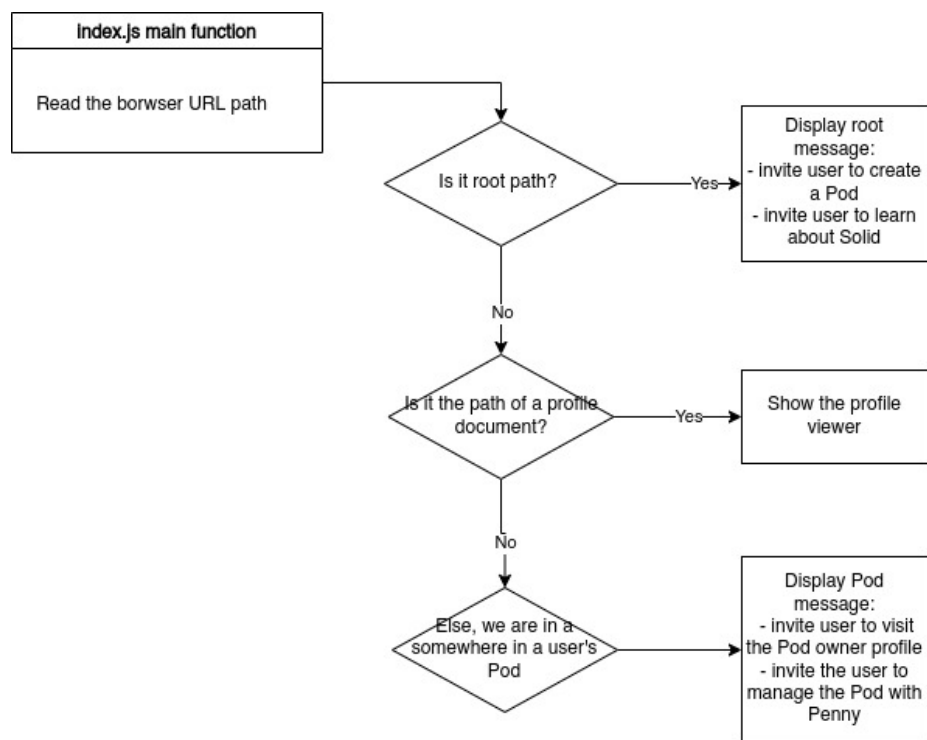 Index.js main function
Read the borwser URL path
Is it root path?
Yes
Display root
message:
- invite user to create
a Pod
- invite user to learn
about Solid
No
Is it the path of a profile
document?
Yes
Show the profile
viewer
No
Else, we are in a
somewhere in a user's
Pod
Display Pod
message:
- invite user to visit
the Pod owner profile
- invite the user to
manage the Pod with
Penny